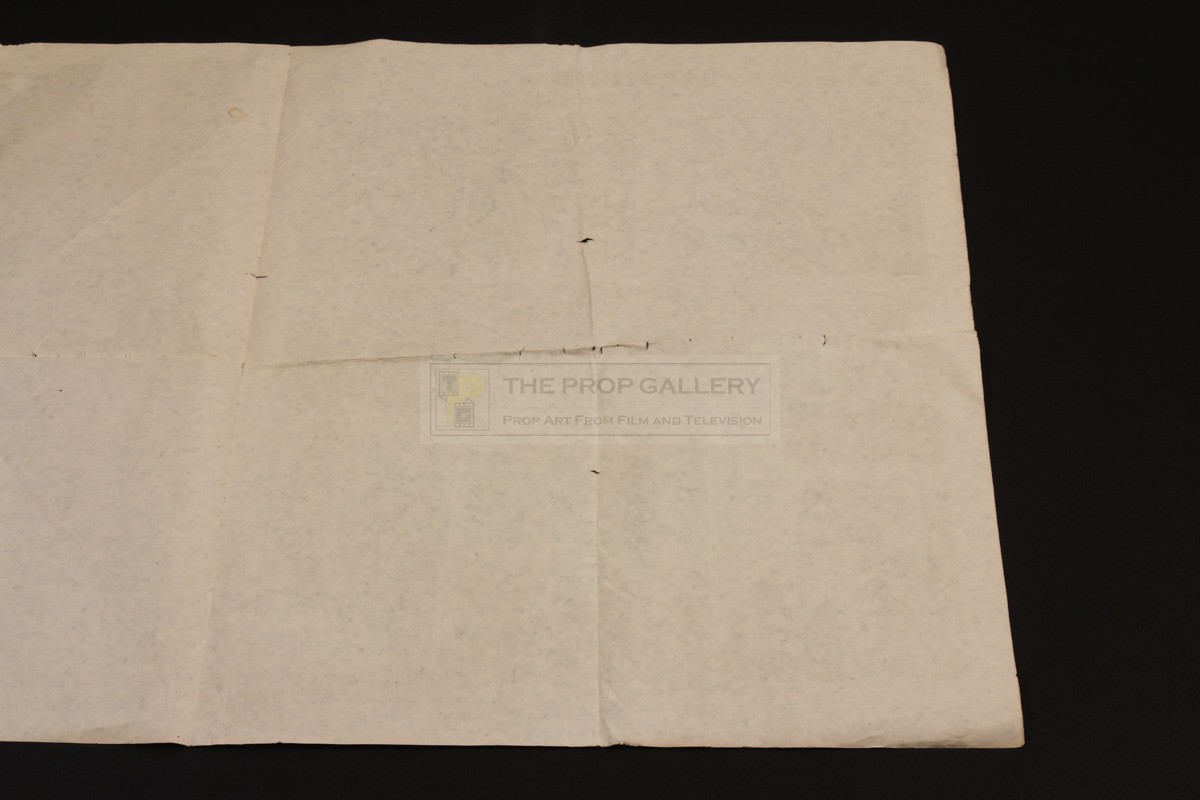 THE PROP GALLERY
PROP ART FROM FILM AND TELEVISION